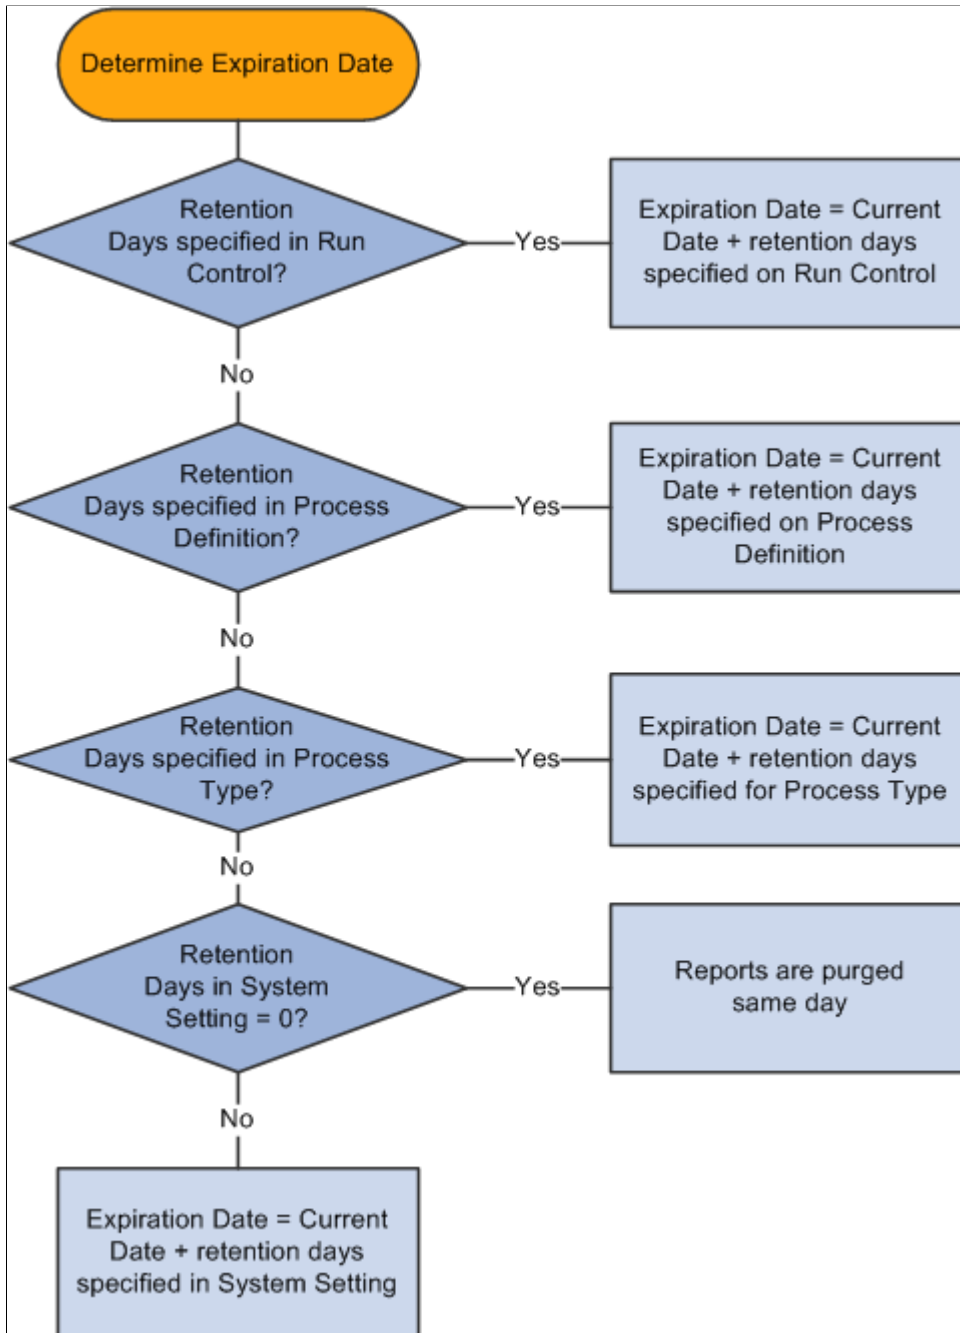 Determine Expiration Date
Retention
Days specified in Run
Control?
Yes
Expiration Date = Current
Date + retention days
specified on Run Control
No
Retention
Days specified in Process
Definition?
Yes
Expiration Date = Current
Date + retention days
specified on Process
Definition
No
Retention
Days specified in Process
Type?
Yes
Expiration Date = Current
Date + retention days
specified for Process Type
No
Retention
Days in System
Setting = 0?
Yes
Reports are purged
same day
No
Expiration Date = Current
Date + retention days
specified in System Setting